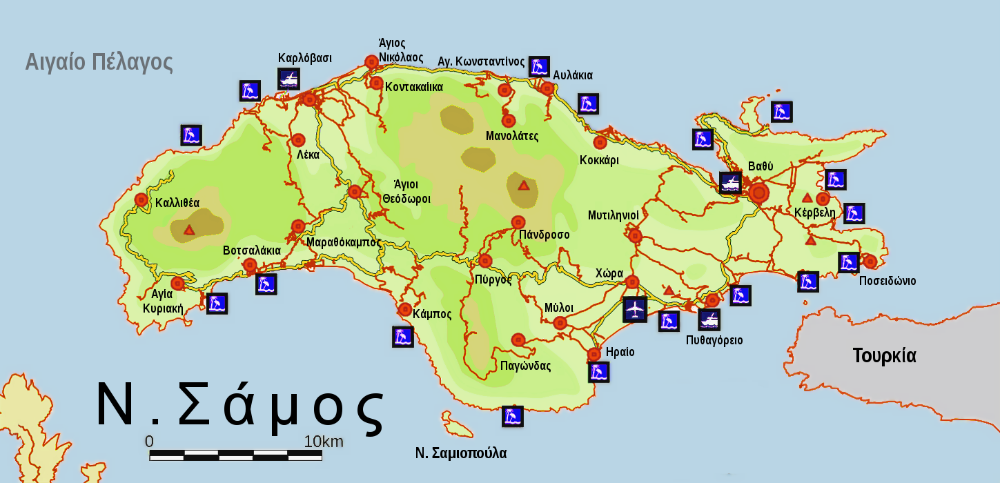 Αιγαίο Πέλαγος
Καρλόβασι
Άγιος
Νικόλαος
Αγ. Κωνσταντίνος
Αυλάκια
Κοντακαίικα
Μανολάτες
Λέκα
Κοκκάρι
Βαθύ
Άγιοι
Θεόδωροι
Καλλιθέα
Κέρβελη
Μυτιληνιοί
Πάνδροσο
Μαραθόκαμπος
Βοτσαλάκια
Πύργος
Χώρα
Ποσειδώνιο
Αγία
Κυριακή
Κάμπος
Μύλοι
Πυθαγόρειο
Ηραίο
Παγώνδας
Τουρκία
Ν. Σάμος
0 10km
Ν. Σαμιοπούλα